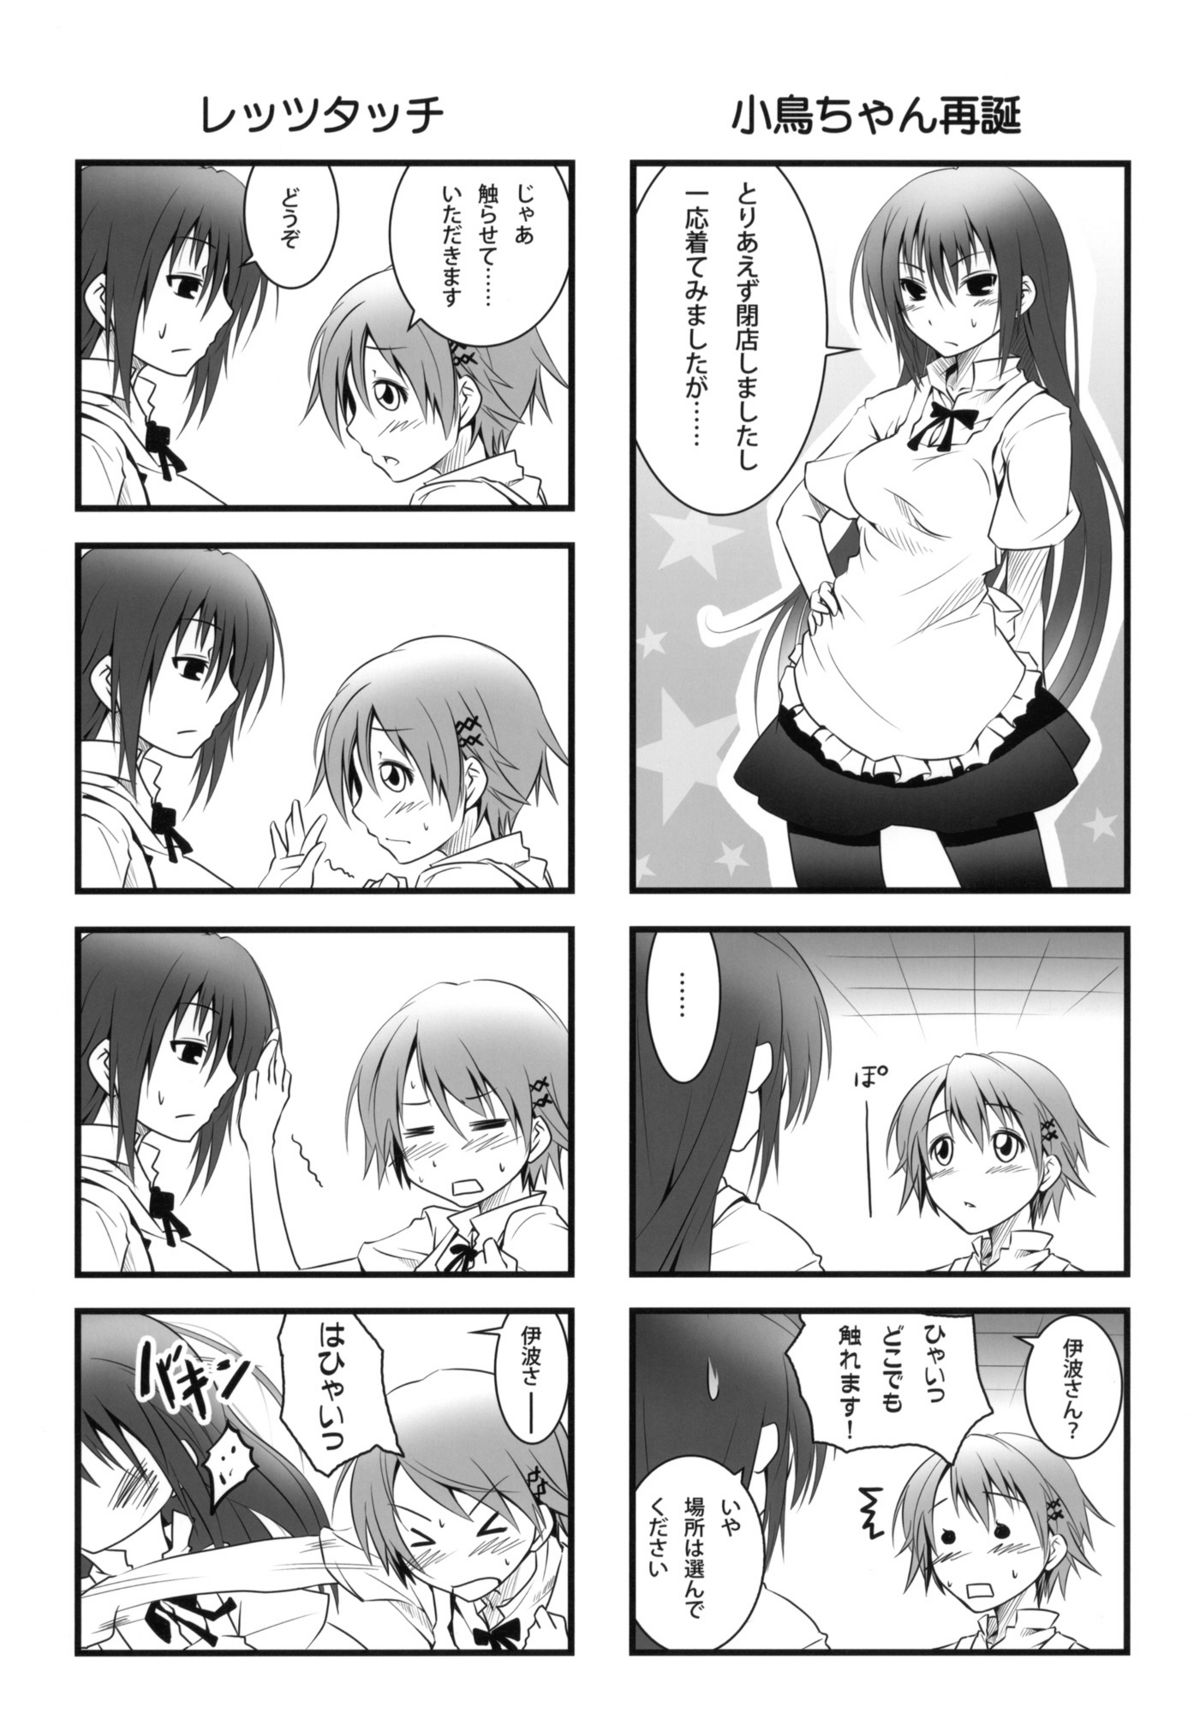 小鳥ちゃん再誕
とりあえず閉店しましたし
一応着てみましたが……
……
ぽー
伊波さん？
ひゃいっ
どこでも
触れます！
いや
場所は選んで
ください
レッツタッチ
じゃあ
触らせて……
いただきます
どうぞ
伊波さ――
はひゃいっ
バキン